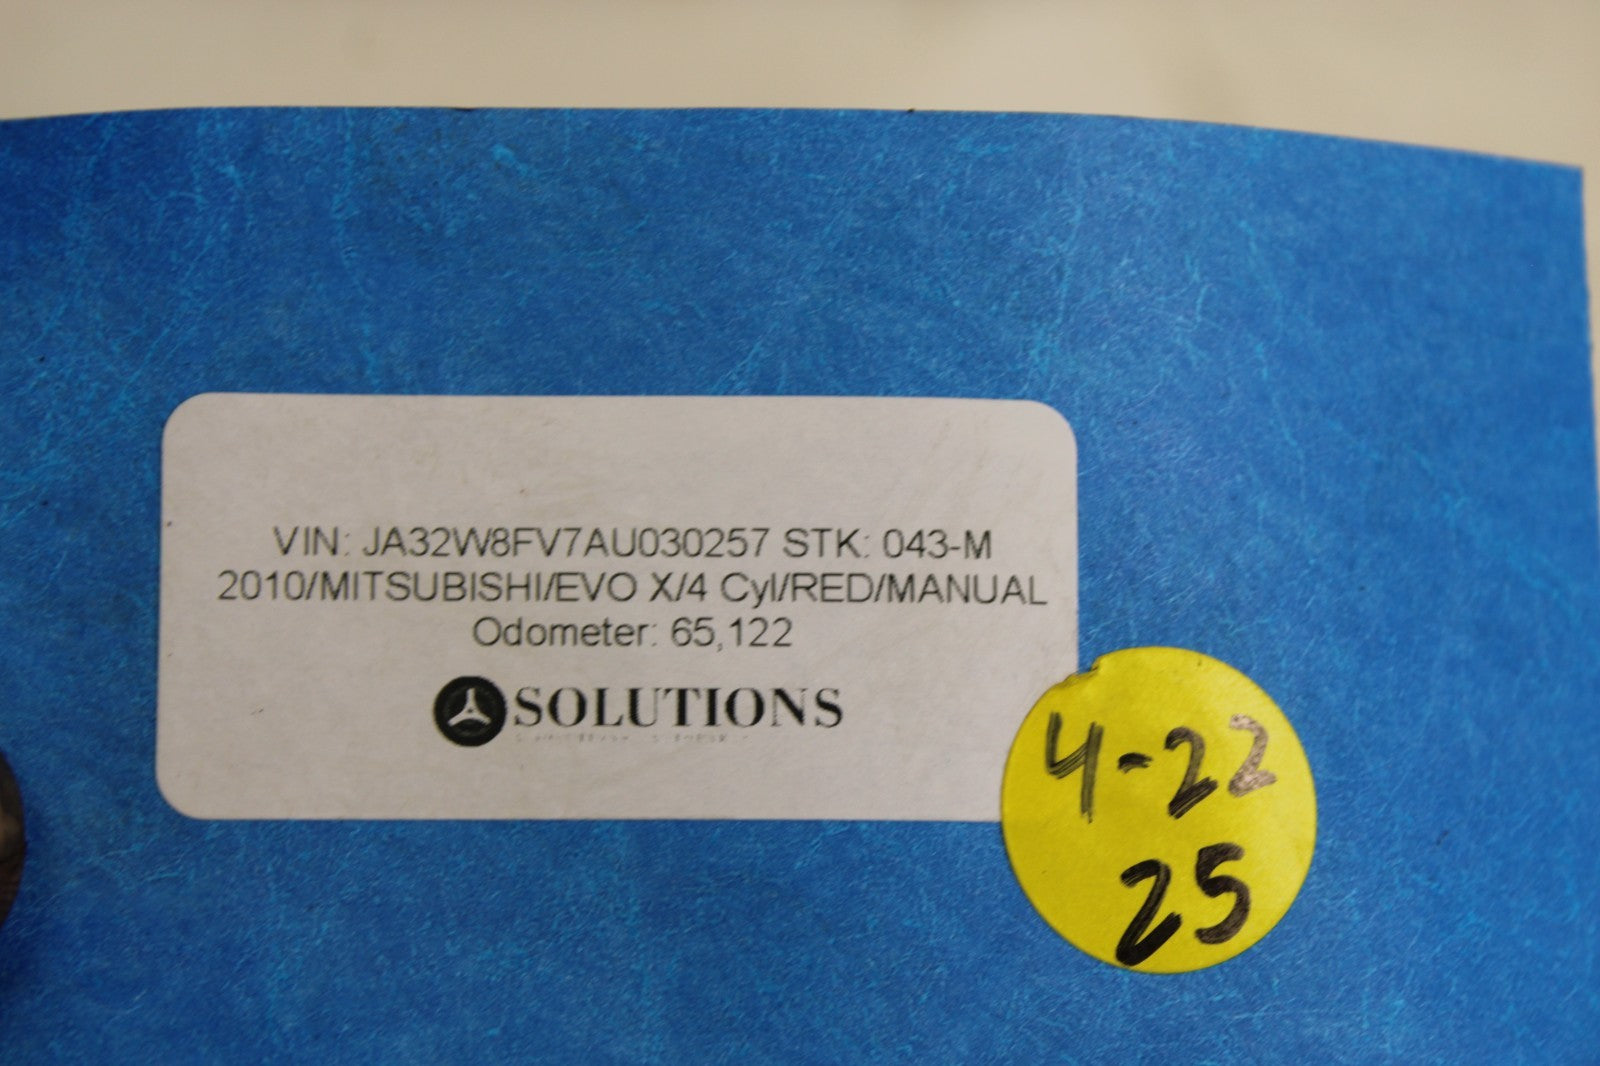 VIN: JA32W8FV7AU030257 STK: 043-M
2010/MITSUBISHI/EVO X/4 Cyl/RED/MANUAL
Odometer: 65,122
SOLUTIONS
4-22
25